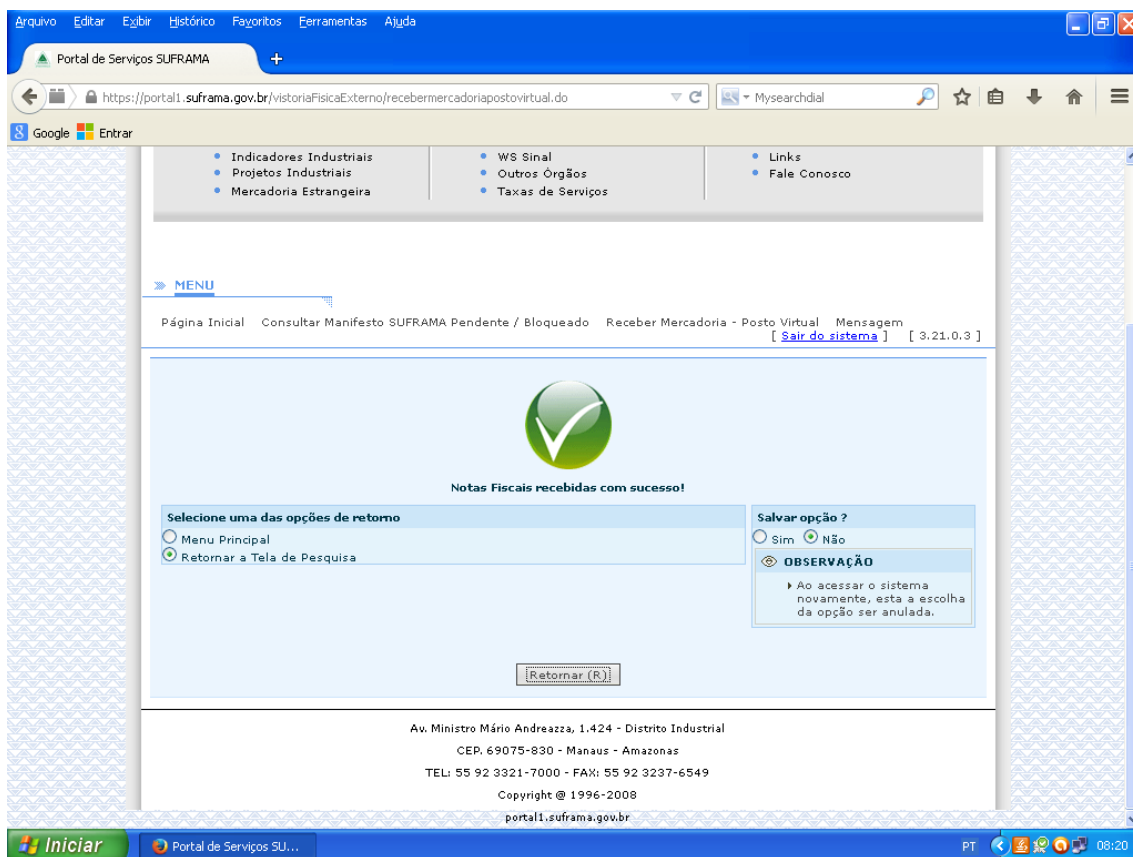 Arquivo Editar Exibir Histórico Favoritos Ferramentas Ajuda
Portal de Serviços SUFRAMA
https://portal1.suframa.gov.br/vistoriaFisicaExterno/recebermercadoriapostovirtual.do
Mysearchdial
Google Entrar
Indicadores Industriais
Projetos Industriais
Mercadoria Estrangeira
WS Sinal
Outros Órgãos
Taxas de Serviços
Links
Fale Conosco
MENU
Página Inicial Consultar Manifesto SUFRAMA Pendente / Bloqueado Receber Mercadoria - Posto Virtual Mensagem
[ Sair do sistema ] [ 3.21.0.3 ]
Notas Fiscais recebidas com sucesso!
Selecione uma das opções de retorno
Menu Principal
Retornar a Tela de Pesquisa
Salvar opção ?
Sim Não
OBSERVAÇÃO
Ao acessar o sistema
novamente, esta a escolha
da opção ser anulada.
Retornar (R)
Av. Ministro Mário Andreazza, 1.424 - Distrito Industrial
CEP. 69075-830 - Manaus - Amazonas
TEL: 55 92 3321-7000 - FAX: 55 92 3237-6549
Copyright @ 1996-2008
portal1.suframa.gov.br
Iniciar
Portal de Serviços SU...
PT
08:20